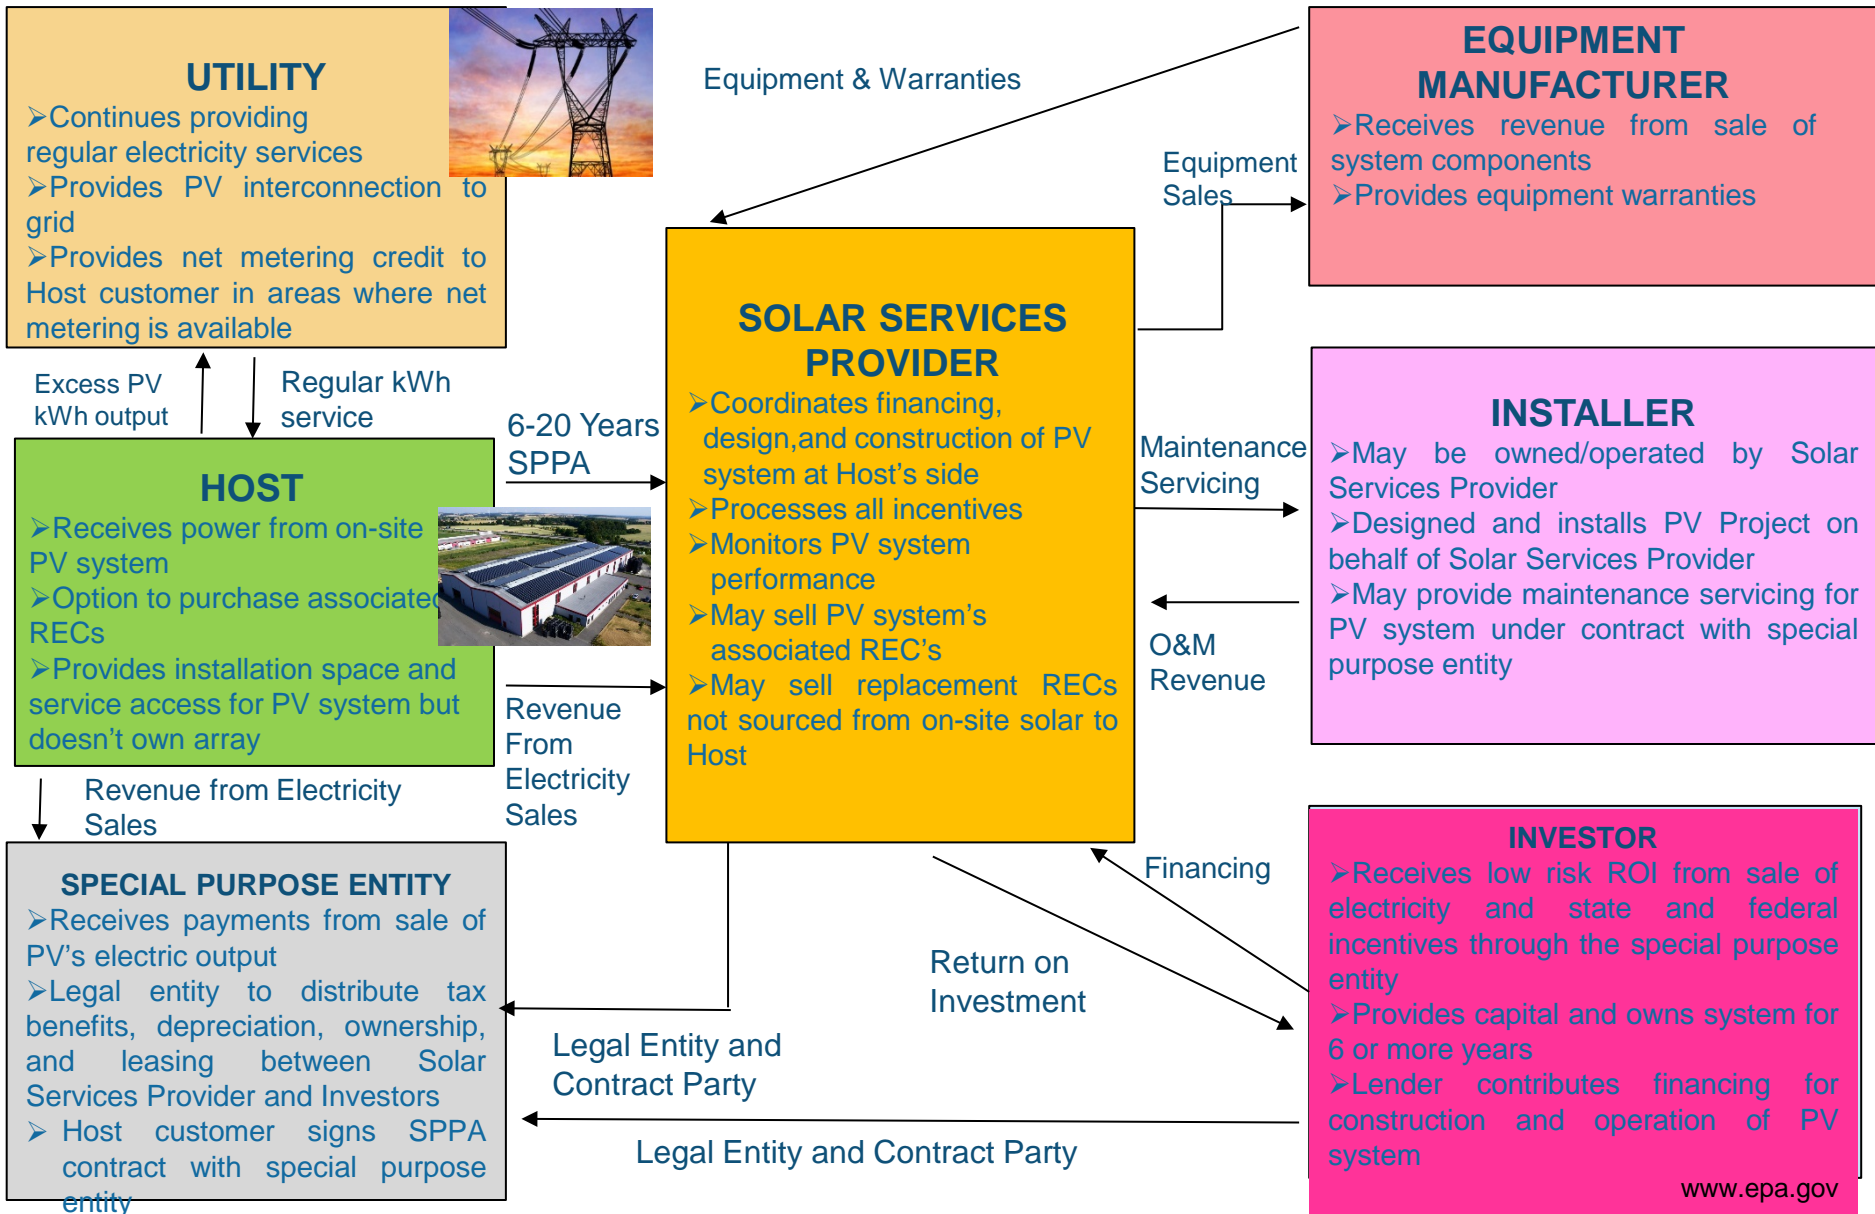 UTILITY
➢Continues providing
regular electricity services
➢Provides PV interconnection to
grid
➢Provides net metering credit to
Host customer in areas where net
metering is available
Equipment & Warranties
EQUIPMENT
MANUFACTURER
➢Receives revenue from sale of
system components
➢Provides equipment warranties
Equipment
Sales
Excess PV
kWh output
Regular kWh
service
HOST
➢Receives power from on-site
PV system
➢Option to purchase associated
RECs
➢Provides installation space and
service access for PV system but
doesn't own array
6-20 Years
SPPA
Revenue
From
Electricity
Sales
SOLAR SERVICES
PROVIDER
➢Coordinates financing,
design,and construction of PV
system at Host's side
➢Processes all incentives
➢Monitors PV system
performance
➢May sell PV system's
associated REC's
➢May sell replacement RECs
not sourced from on-site solar to
Host
Maintenance
Servicing
O&M
Revenue
INSTALLER
➢May be owned/operated by Solar
Services Provider
➢Designed and installs PV Project on
behalf of Solar Services Provider
➢May provide maintenance servicing for
PV system under contract with special
purpose entity
Revenue from Electricity
Sales
SPECIAL PURPOSE ENTITY
➢Receives payments from sale of
PV's electric output
➢Legal entity to distribute tax
benefits, depreciation, ownership,
and leasing between Solar
Services Provider and Investors
➢ Host customer signs SPPA
contract with special purpose
entity
Legal Entity and
Contract Party
Return on
Investment
Financing
Legal Entity and Contract Party
INVESTOR
➢Receives low risk ROI from sale of
electricity and state and federal
incentives through the special purpose
entity
➢Provides capital and owns system for
6 or more years
➢Lender contributes financing for
construction and operation of PV
system
www.epa.gov